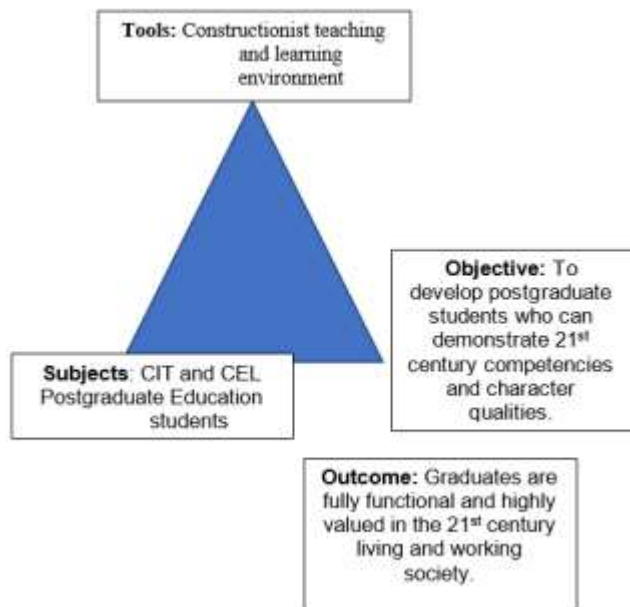 Tools: Constructionist teaching
and learning
environment
Objective: To
develop postgraduate
students who can
demonstrate 21st
century competencies
and character
qualities.
Subjects: CIT and CEL
Postgraduate Education
students
Outcome: Graduates are
fully functional and highly
valued in the 21st century
living and working
society.